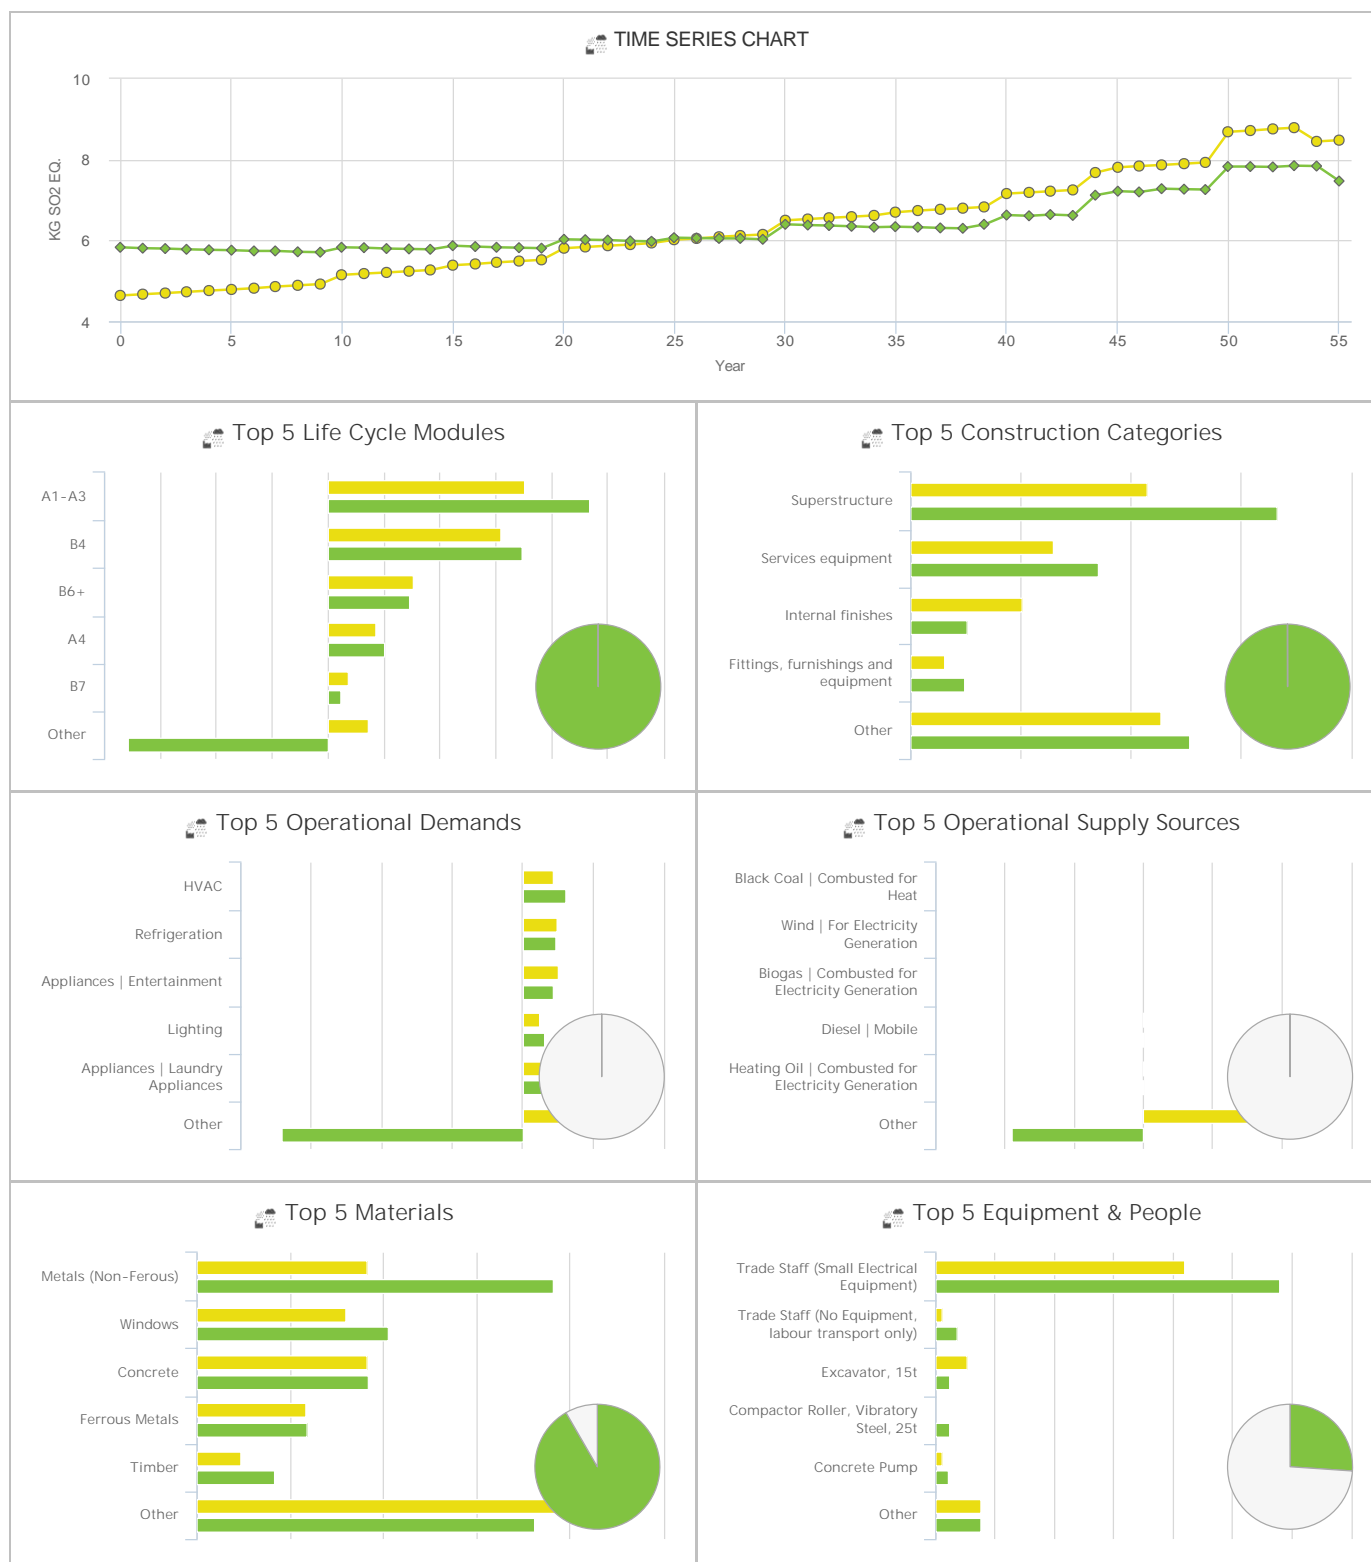 TIME SERIES CHART
KG SO2 EQ.
10
8
6
4
0 5 10 15 20 25 30 35 40 45 50 55
Year
Top 5 Life Cycle Modules
A1-A3
B4
B6+
A4
B7
Other
Top 5 Construction Categories
Superstructure
Services equipment
Internal finishes
Fittings, furnishings and
equipment
Other
Top 5 Operational Demands
HVAC
Refrigeration
Appliances | Entertainment
Lighting
Appliances | Laundry
Appliances
Other
Top 5 Operational Supply Sources
Black Coal | Combusted for
Heat
Wind | For Electricity
Generation
Biogas | Combusted for
Electricity Generation
Diesel | Mobile
Heating Oil | Combusted for
Electricity Generation
Other
Top 5 Materials
Metals (Non-Ferous)
Windows
Concrete
Ferrous Metals
Timber
Other
Top 5 Equipment & People
Trade Staff (Small Electrical
Equipment)
Trade Staff (No Equipment,
labour transport only)
Excavator, 15t
Compactor Roller, Vibratory
Steel, 25t
Concrete Pump
Other